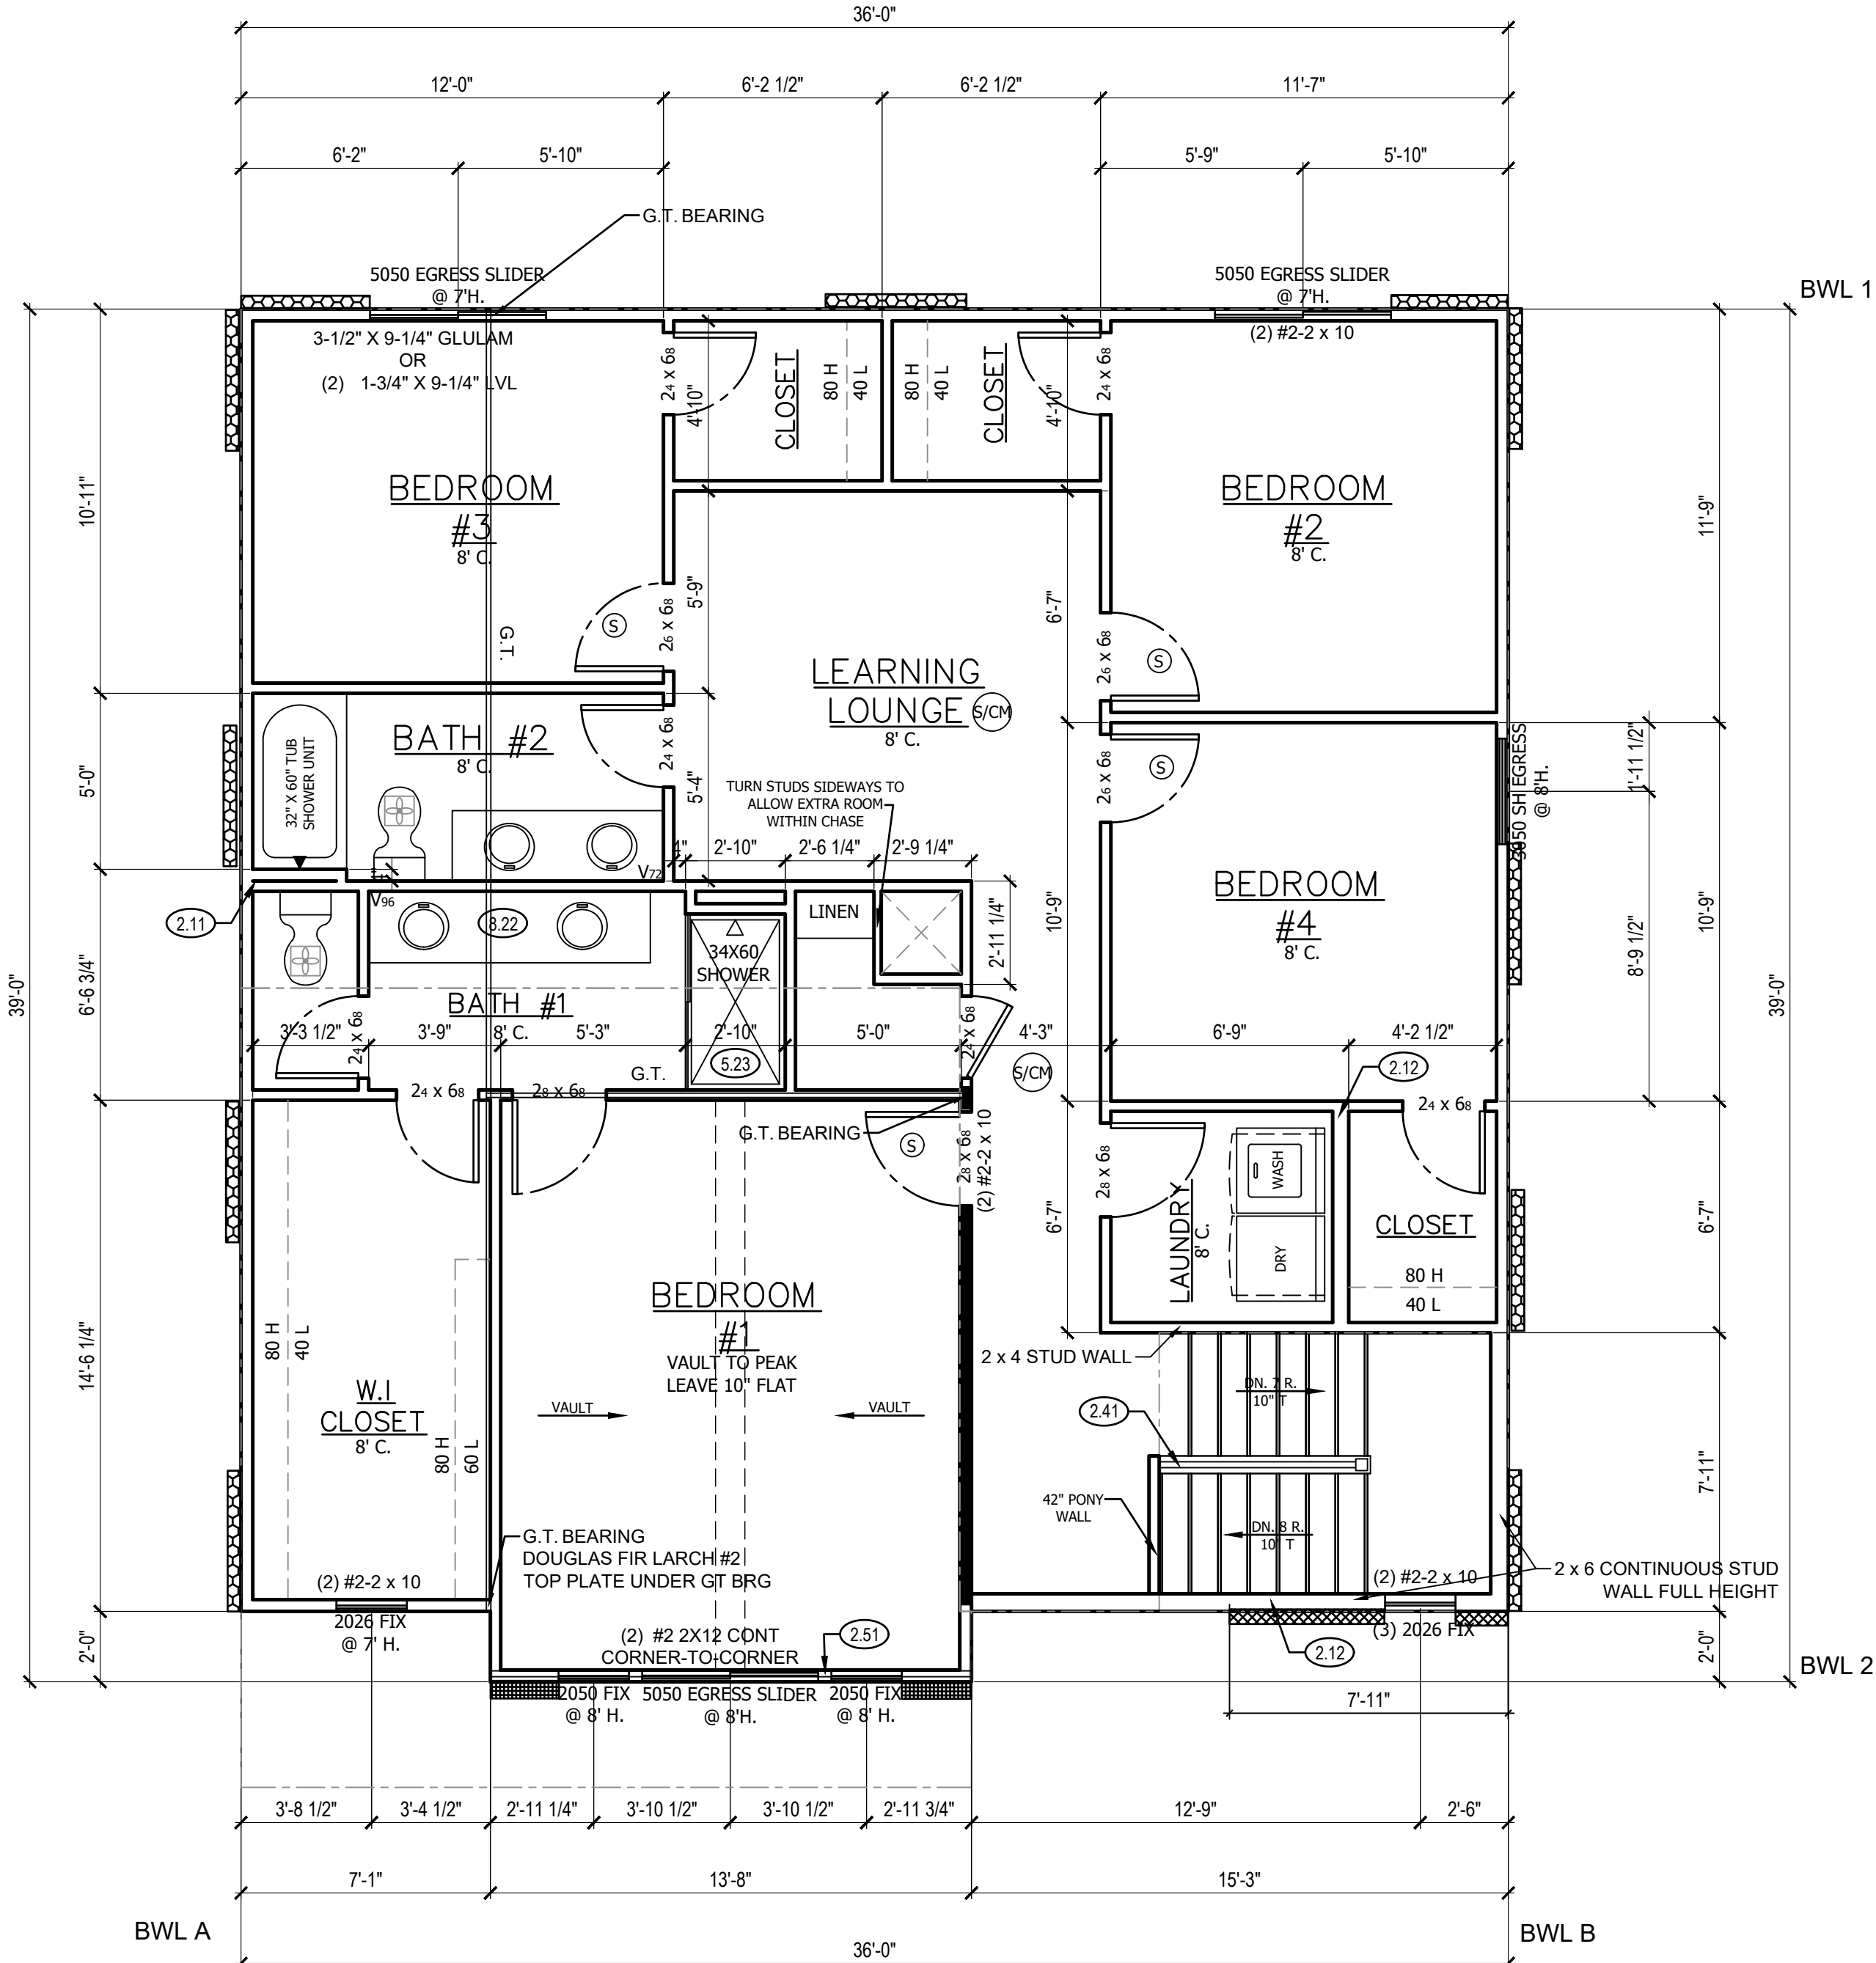 36'-0"
12'-0"
6'-2 1/2"
6'-2 1/2"
11'-7"
6'-2"
5'-10"
5'-9"
5'-10"
G.T. BEARING
5050 EGRESS SLIDER
@ 7'H.
5050 EGRESS SLIDER
@ 7'H.
BWL 1
3-1/2" X 9-1/4" GLULAM
OR
(2) 1-3/4" X 9-1/4" LVL
(2) #2-2 x 10
24 x 68
4'-10"
CLOSET
80 H
40 L
80 H
40 L
CLOSET
4'-10"
24 x 68
BEDROOM
#3
8' C.
BEDROOM
#2
8' C.
10'-11"
11'-9"
G.T.
S
26 x 68
5'-9"
6'-7"
26 x 68
S
LEARNING
LOUNGE
8' C.
S/CM
BATH #2
8' C.
32" X 60" TUB
SHOWER UNIT
24 x 68
5'-4"
5'-0"
26 x 68
S
3050 SH EGRESS
@ 8'H.
1'-11 1/2"
TURN STUDS SIDEWAYS TO
ALLOW EXTRA ROOM
WITHIN CHASE
4"
2'-10"
2'-6 1/4"
2'-9 1/4"
1"
V72
V96
2.11
8.22
LINEN
34X60
SHOWER
2'-11 1/4"
10'-9"
BEDROOM
#4
8' C.
8'-9 1/2"
10'-9"
39'-0"
39'-0"
6'-6 3/4"
BATH #1
8' C.
3'-3 1/2"
24 x 68
3'-9"
5'-3"
2'-10"
5'-0"
24 x 68
4'-3"
6'-9"
4'-2 1/2"
5.23
G.T.
S/CM
2.12
24 x 68
28 x 68
24 x 68
G.T. BEARING
S
28 x 68
(2) #2-2 x 10
28 x 68
6'-7"
LAUNDRY
8' C.
WASH
DRY
CLOSET
80 H
40 L
6'-7"
14'-6 1/4"
80 H
40 L
W.I
CLOSET
8' C.
80 H
60 L
BEDROOM
#1
VAULT TO PEAK
LEAVE 10" FLAT
VAULT
VAULT
2 x 4 STUD WALL
DN. 7 R.
10" T
2.41
42" PONY
WALL
DN. 8 R.
10" T
7'-11"
G.T. BEARING
DOUGLAS FIR LARCH #2
TOP PLATE UNDER GT BRG
(2) #2-2 x 10
2026 FIX
@ 7' H.
(2) #2-2 x 10
2 x 6 CONTINUOUS STUD
WALL FULL HEIGHT
(3) 2026 FIX
2.12
2'-0"
(2) #2 2X12 CONT
CORNER-TO-CORNER
2.51
2'-0"
BWL 2
2050 FIX
@ 8' H.
5050 EGRESS SLIDER
@ 8'H.
2050 FIX
@ 8' H.
7'-11"
3'-8 1/2"
3'-4 1/2"
2'-11 1/4"
3'-10 1/2"
3'-10 1/2"
2'-11 3/4"
12'-9"
2'-6"
7'-1"
13'-8"
15'-3"
BWL A
BWL B
36'-0"